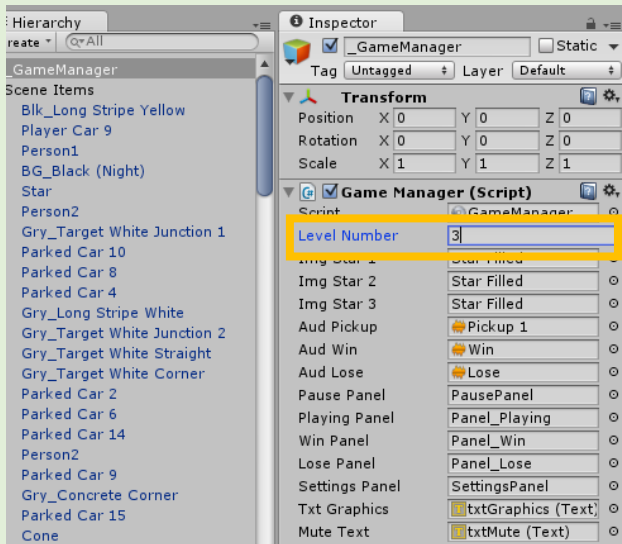 Hierarchy
reate
All
_GameManager
Scene Items
Blk_Long Stripe Yellow
Player Car 9
Person1
BG_Black (Night)
Star
Person2
Gry_Target White Junction 1
Parked Car 10
Parked Car 8
Parked Car 4
Gry_Long Stripe White
Gry_Target White Junction 2
Gry_Target White Straight
Gry_Target White Corner
Parked Car 2
Parked Car 6
Parked Car 14
Person2
Parked Car 9
Gry_Concrete Corner
Parked Car 15
Cone
Inspector
_GameManager Static
Tag Untagged Layer Default
Transform
Position X 0 Y 0 Z 0
Rotation X 0 Y 0 Z 0
Scale X 1 Y 1 Z 1
Game Manager (Script)
Script GameManager
Level Number 3
Img Star 1 Star Filled
Img Star 2 Star Filled
Img Star 3 Star Filled
Aud Pickup Pickup 1
Aud Win Win
Aud Lose Lose
Pause Panel PausePanel
Playing Panel Panel_Playing
Win Panel Panel_Win
Lose Panel Panel_Lose
Settings Panel SettingsPanel
Txt Graphics txtGraphics (Text)
Mute Text txtMute (Text)